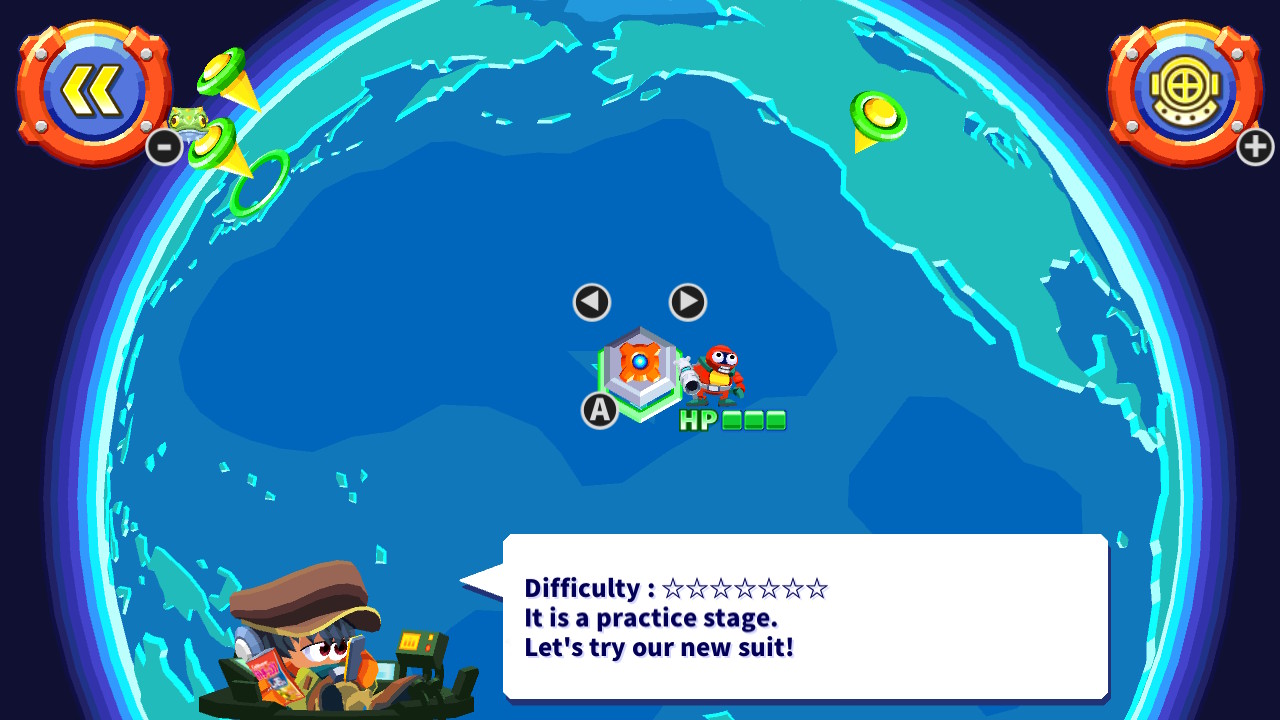 A
HP
Difficulty : ☆☆☆☆☆☆☆
It is a practice stage.
Let's try our new suit!